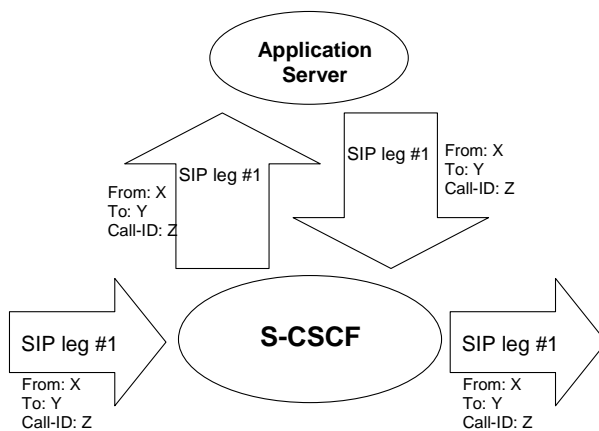 Application
Server
SIP leg #1
From: X
To: Y
Call-ID: Z
SIP leg #1
From: X
To: Y
Call-ID: Z
S-CSCF
SIP leg #1
From: X
To: Y
Call-ID: Z
SIP leg #1
From: X
To: Y
Call-ID: Z